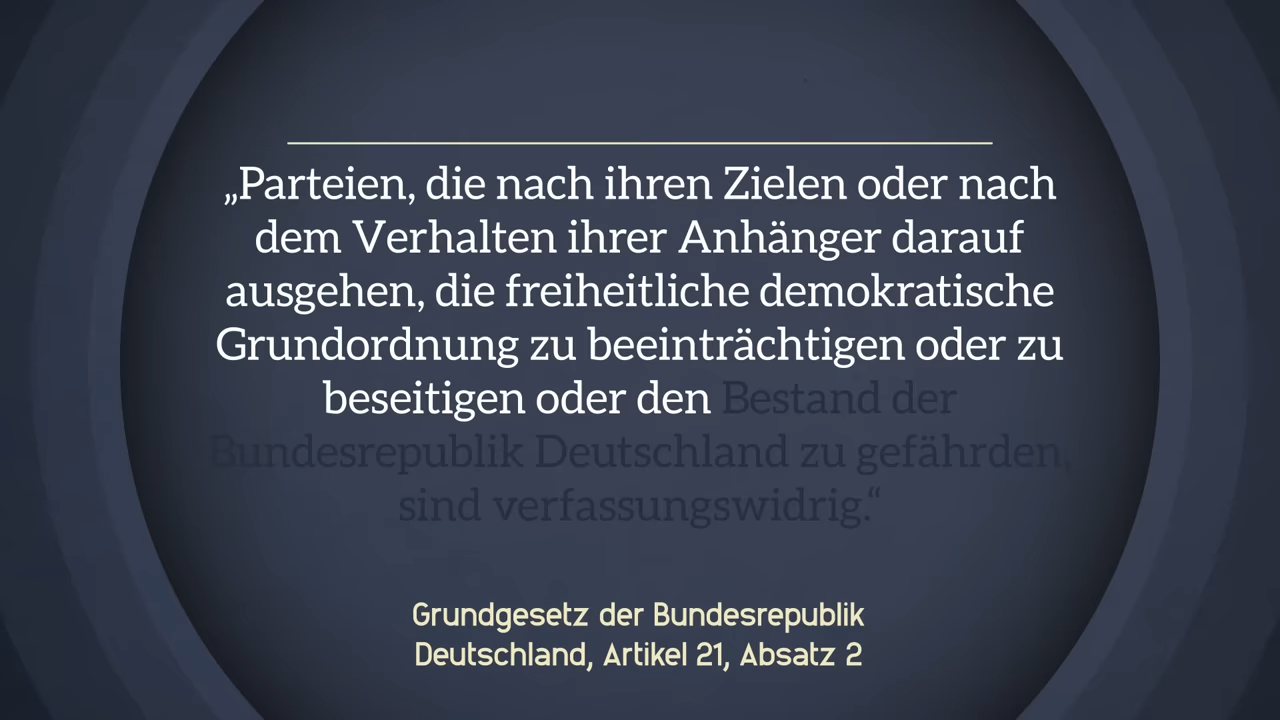 „Parteien, die nach ihren Zielen oder nach
dem Verhalten ihrer Anhänger darauf
ausgehen, die freiheitliche demokratische
Grundordnung zu beeinträchtigen oder zu
beseitigen oder den Bestand der
Bundesrepublik Deutschland zu gefährden,
sind verfassungswidrig.“
Grundgesetz der Bundesrepublik
Deutschland, Artikel 21, Absatz 2